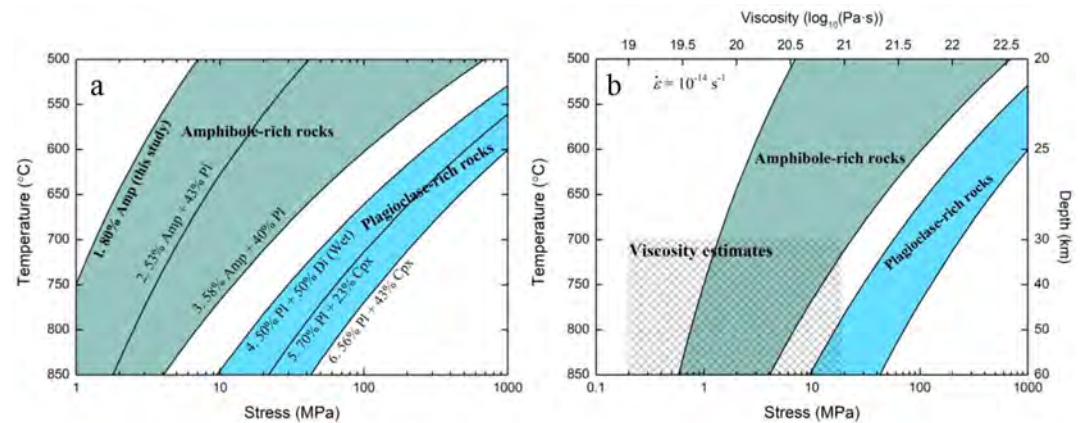 a
500
550
600
650
700
750
800
850
Temperature (°C)
1
10
100
1000
Stress (MPa)
Amphibole-rich rocks
Plagioclase-rich rocks
1. 80% Amp (this study)
2. 53% Amp + 43% Pl
3. 58% Amp + 40% Pl
4. 50% Pl + 50% Di (Wet)
5. 70% Pl + 23% Cpx
6. 56% Pl + 43% Cpx
Viscosity (log10(Pa·s))
19
19.5
20
20.5
21
21.5
22
22.5
b
ε̇ = 10⁻¹⁴ s⁻¹
500
550
600
650
700
750
800
850
Temperature (°C)
Amphibole-rich rocks
Plagioclase-rich rocks
Viscosity estimates
20
25
30
35
40
50
60
Depth (km)
0.1
1
10
100
1000
Stress (MPa)